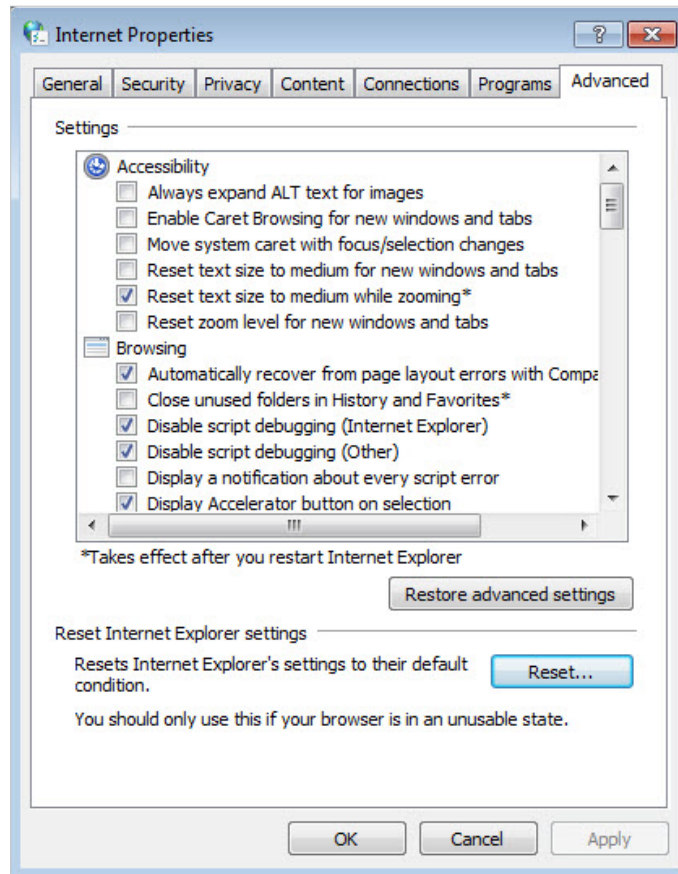 Internet Properties
General Security Privacy Content Connections Programs Advanced
Settings
Accessibility
Always expand ALT text for images
Enable Caret Browsing for new windows and tabs
Move system caret with focus/selection changes
Reset text size to medium for new windows and tabs
Reset text size to medium while zooming*
Reset zoom level for new windows and tabs
Browsing
Automatically recover from page layout errors with Compa
Close unused folders in History and Favorites*
Disable script debugging (Internet Explorer)
Disable script debugging (Other)
Display a notification about every script error
Display Accelerator button on selection
*Takes effect after you restart Internet Explorer
Restore advanced settings
Reset Internet Explorer settings
Resets Internet Explorer's settings to their default
condition.
Reset...
You should only use this if your browser is in an unusable state.
OK Cancel Apply